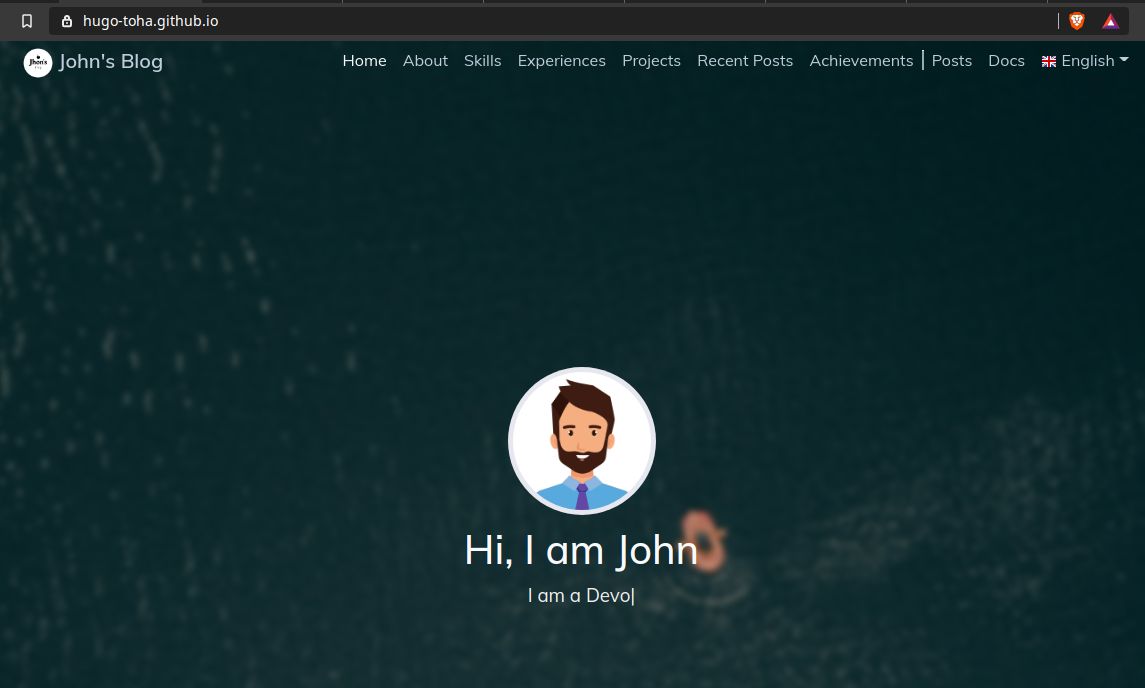 hugo-toha.github.io
Jhon's John's Blog Home About Skills Experiences Projects Recent Posts Achievements Posts Docs English
Hi, I am John
I am a Devo|